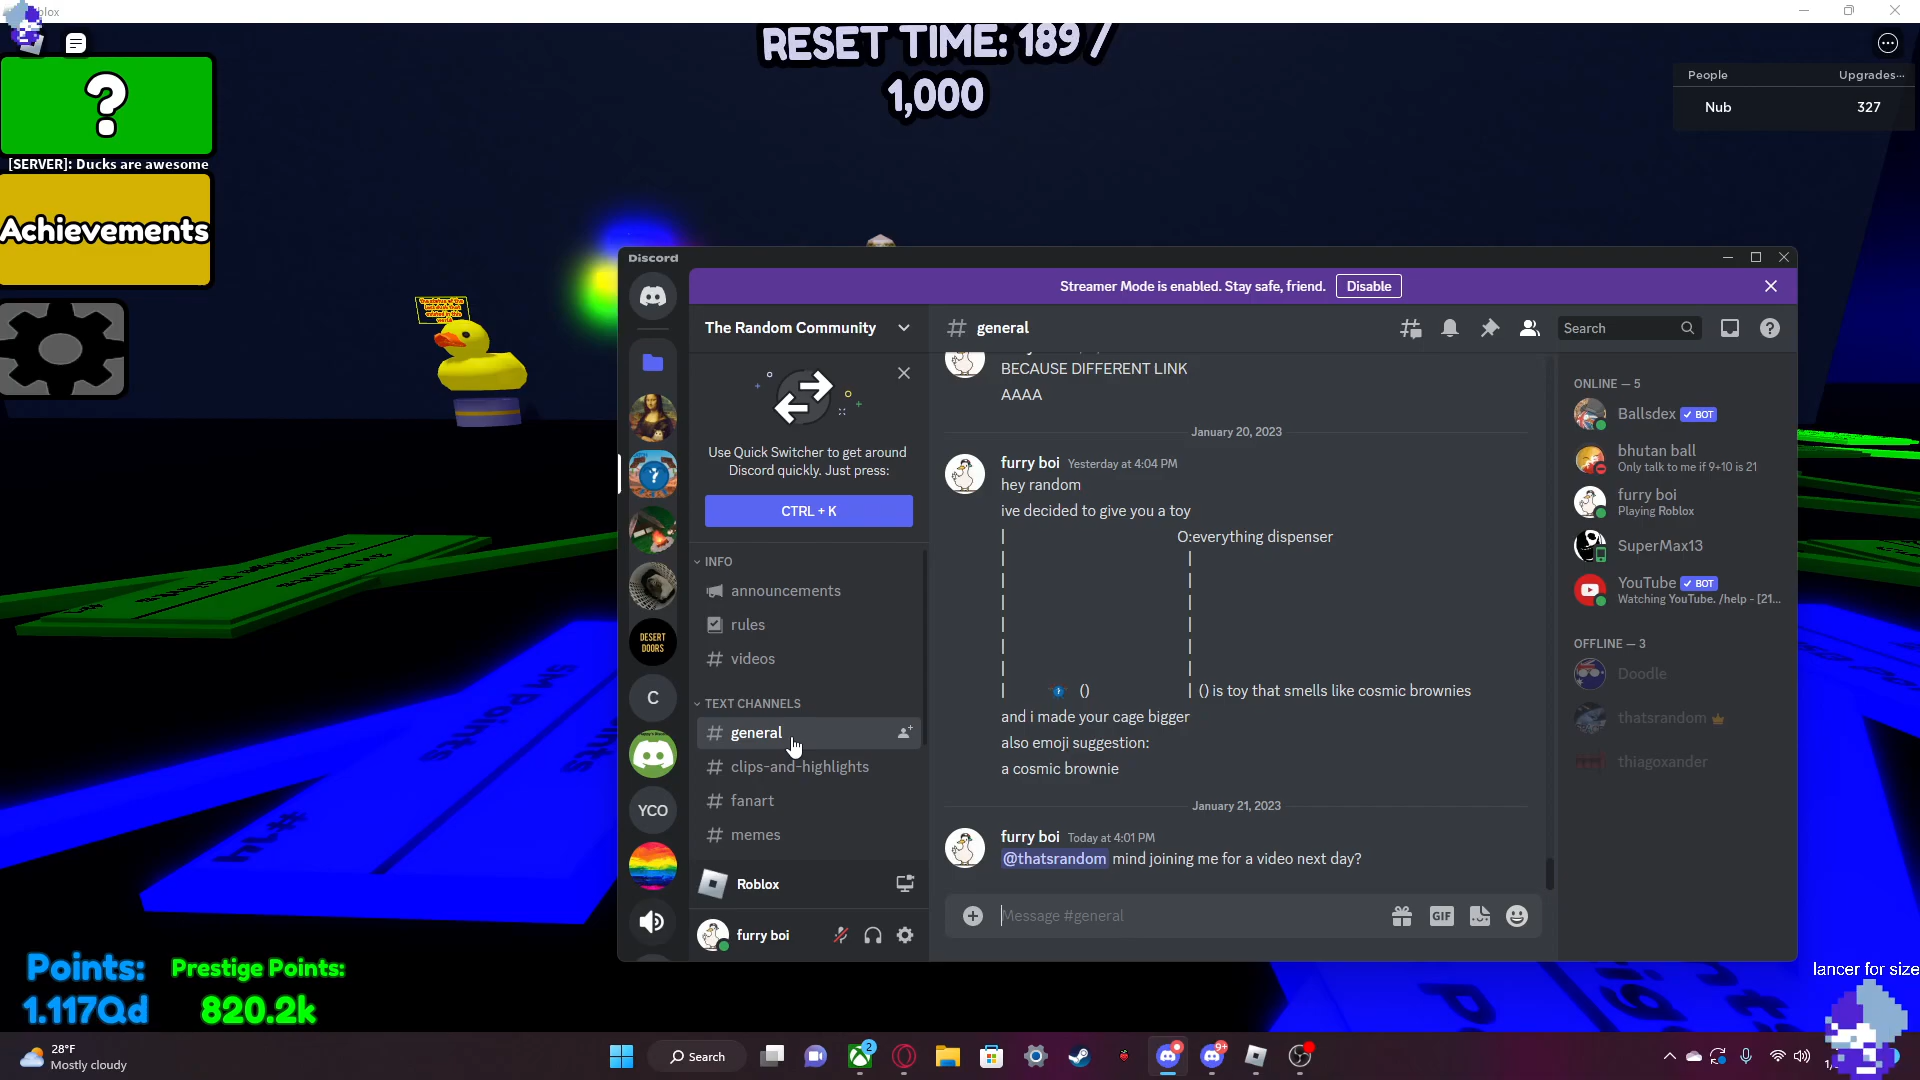 RESET TIME: 189 /
1,000
People Upgrades...
Nub 327
?
[SERVER]: Ducks are awesome
Achievements
Discord
Streamer Mode is enabled. Stay safe, friend. Disable
The Random Community
# general
Search
Use Quick Switcher to get around
Discord quickly. Just press:
CTRL + K
INFO
announcements
rules
# videos
TEXT CHANNELS
# general
# clips-and-highlights
# fanart
# memes
Roblox
furry boi
DESERT
DOORS
C
YCO
BECAUSE DIFFERENT LINK
AAAA
January 20, 2023
furry boi Yesterday at 4:04 PM
hey random
ive decided to give you a toy
| O:everything dispenser
| |
| |
| |
| |
| |
| |
| () | () is toy that smells like cosmic brownies
and i made your cage bigger
also emoji suggestion:
a cosmic brownie
January 21, 2023
furry boi Today at 4:01 PM
@thatsrandom mind joining me for a video next day?
Message #general
GIF
ONLINE — 5
Ballsdex BOT
bhutan ball
Only talk to me if 9+10 is 21
furry boi
Playing Roblox
SuperMax13
YouTube BOT
Watching YouTube. /help - [21...
OFFLINE — 3
Doodle
thatsrandom
thiagoxander
Points:
1.117Qd
Prestige Points:
820.2k
lancer for size
28°F
Mostly cloudy
Search
2
9+